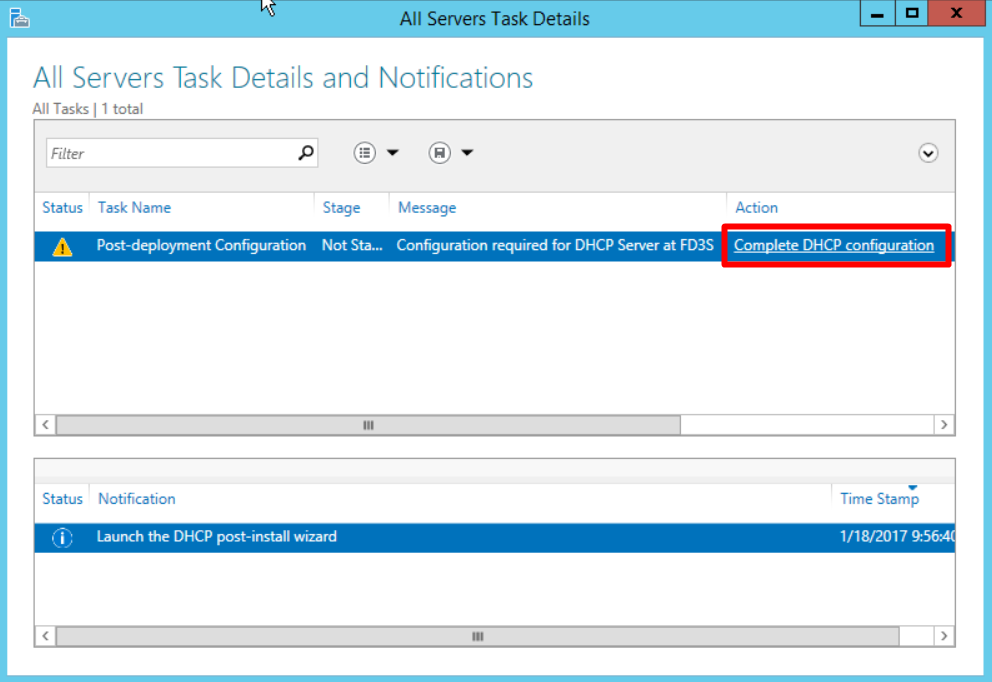 All Servers Task Details
All Servers Task Details and Notifications
All Tasks | 1 total
Filter
Status Task Name Stage Message Action
Post-deployment Configuration Not Sta... Configuration required for DHCP Server at FD3S Complete DHCP configuration
Status Notification Time Stamp
Launch the DHCP post-install wizard 1/18/2017 9:56:40